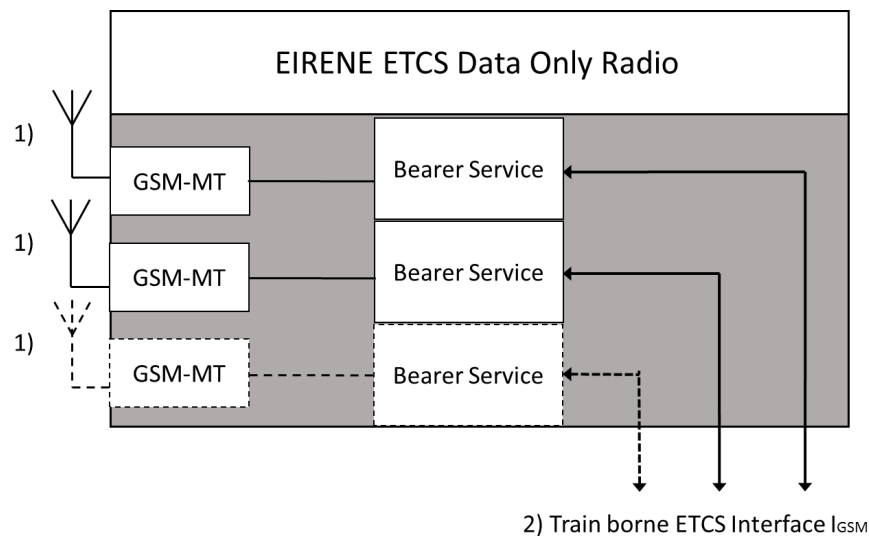 EIRENE ETCS Data Only Radio
1)
GSM-MT
Bearer Service
1)
GSM-MT
Bearer Service
1)
GSM-MT
Bearer Service
2) Train borne ETCS Interface IGSM